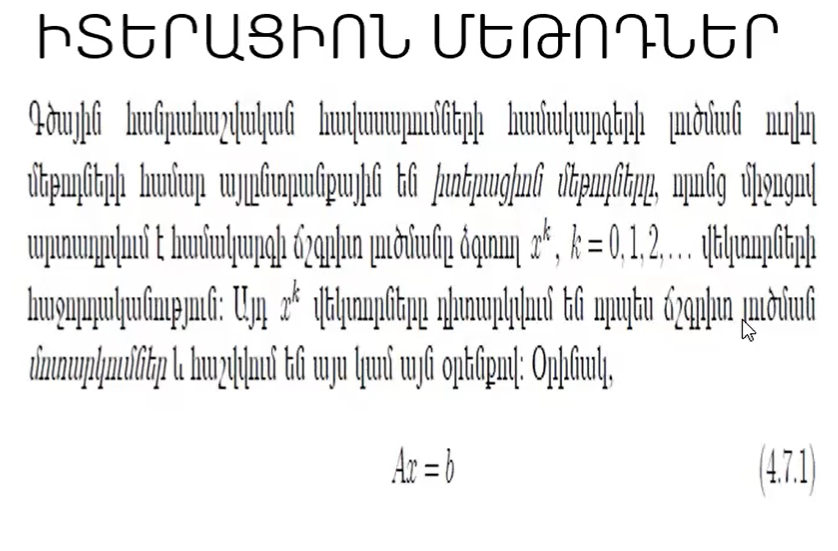 ԻՏԵՐԱՑԻՈՆ ՄԵԹՈԴՆԵՐ
Գծային հանրահաշվական հավասարումների համակարգերի լուծման ուղիղ
մեթոդների համար այլընտրանքային են իտերացիոն մեթոդները, որոնց միջոցով
արտադրվում է համակարգի ճշգրիտ լուծմանը ձգտող xᵏ, k = 0, 1, 2, … վեկտորների
հաջորդականություն: Այդ xᵏ վեկտորները դիտարկվում են որպես ճշգրիտ լուծման
մոտարկումներ և հաշվվում են այս կամ այն օրենքով: Օրինակ,
Ax = b (4.7.1)